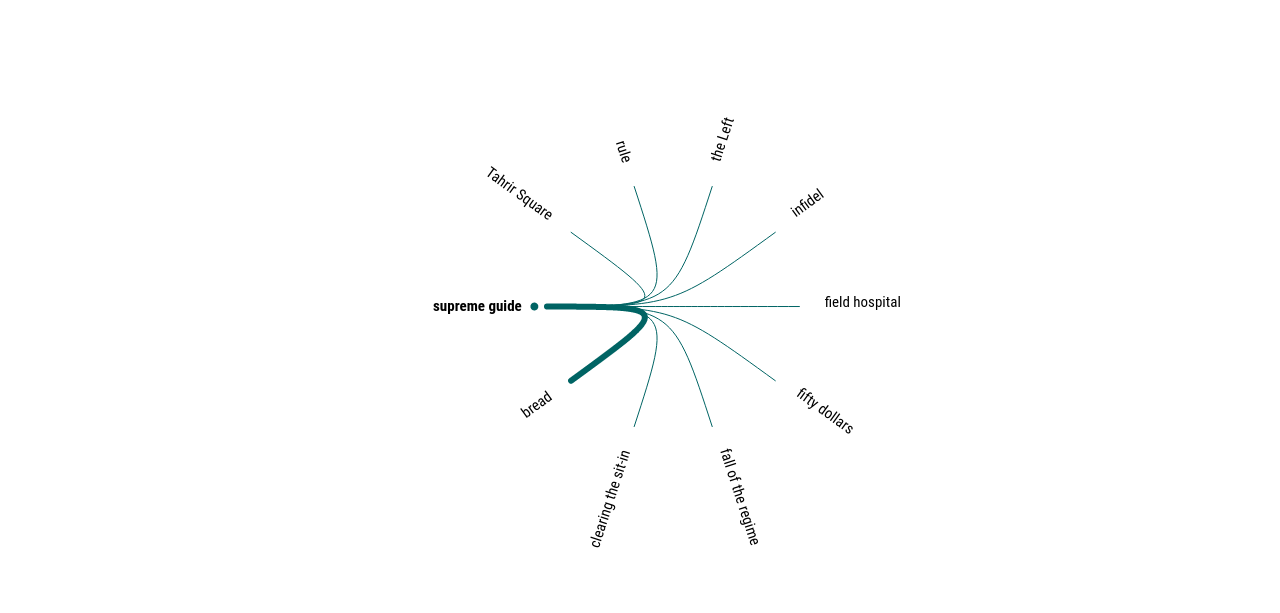 the Left
rule
Tahrir Square
infidel
supreme guide
field hospital
bread
fifty dollars
clearing the sit-in
fall of the regime